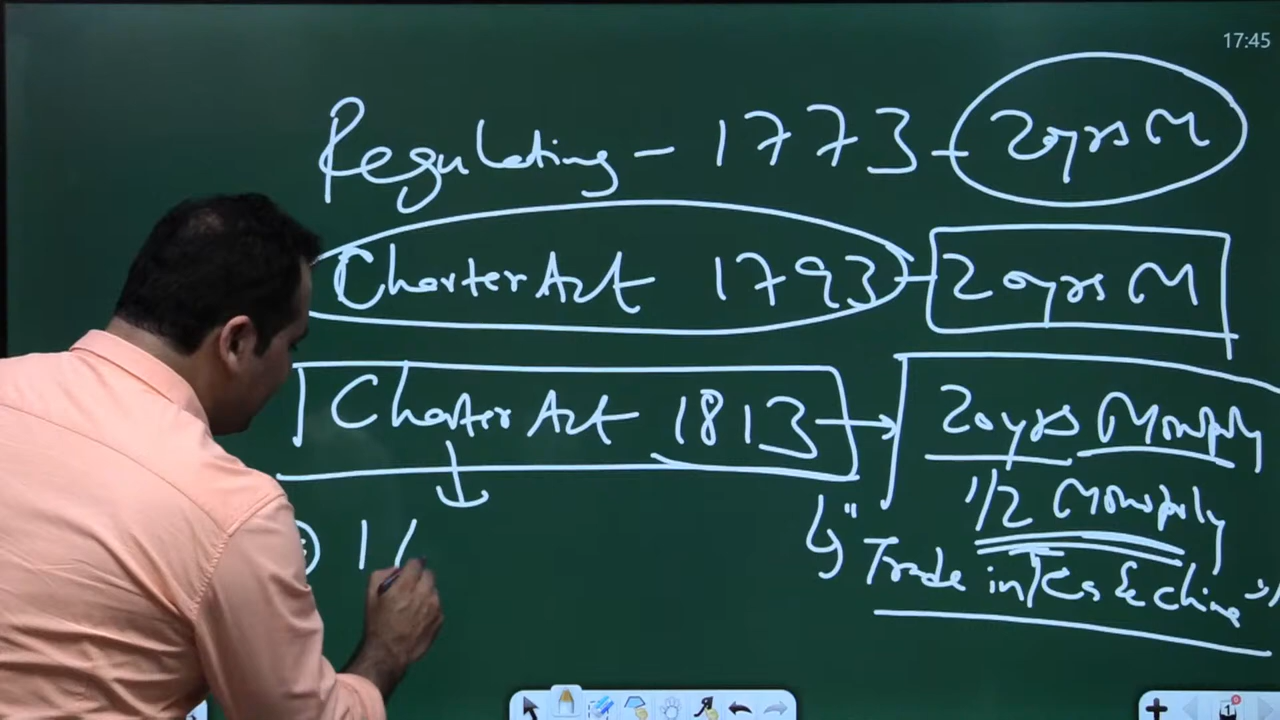 17:45
Regulating - 1773 - 20yrs M
Charter Act 1793 - 20yrs M
Charter Act 1813 → 20yrs Monopoly
1/2 Monopoly
"Trade in Tea & China"
1